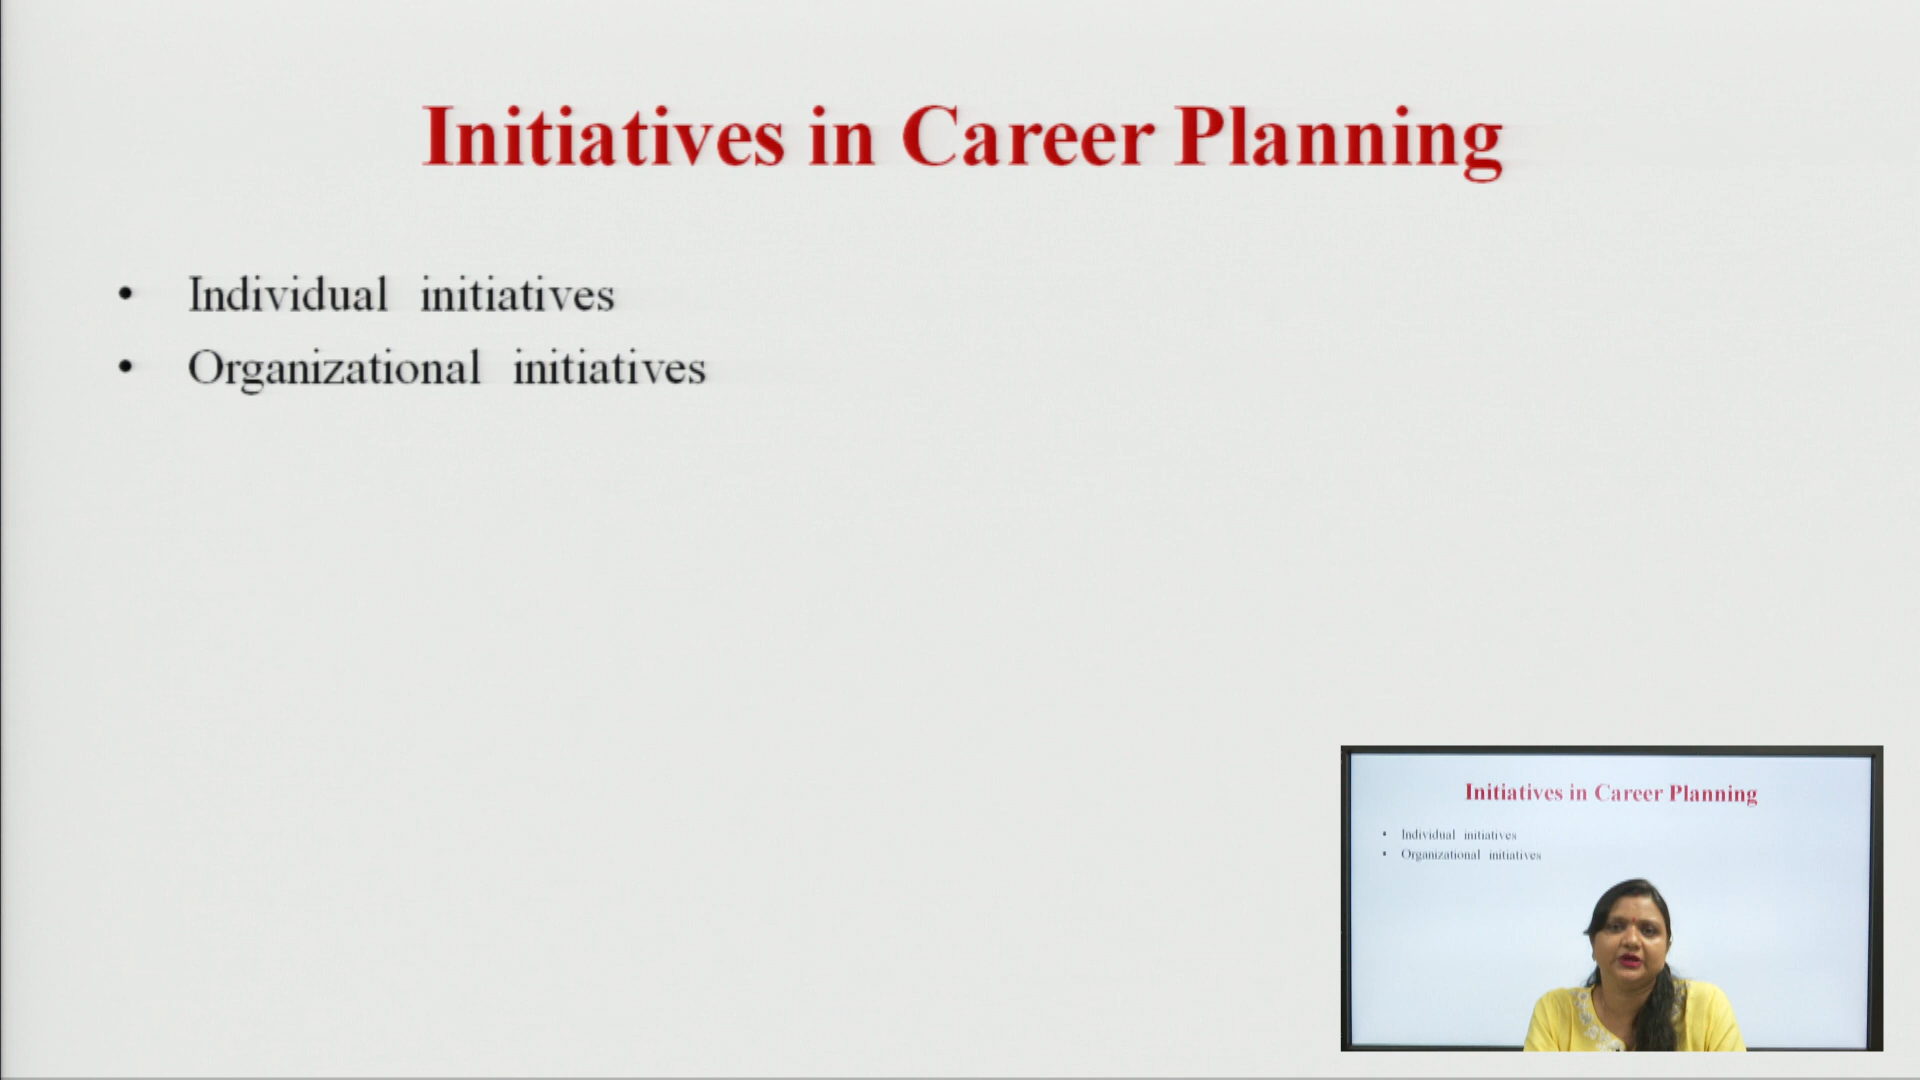 Initiatives in Career Planning
• Individual initiatives
• Organizational initiatives
Initiatives in Career Planning
• Individual initiatives
• Organizational initiatives